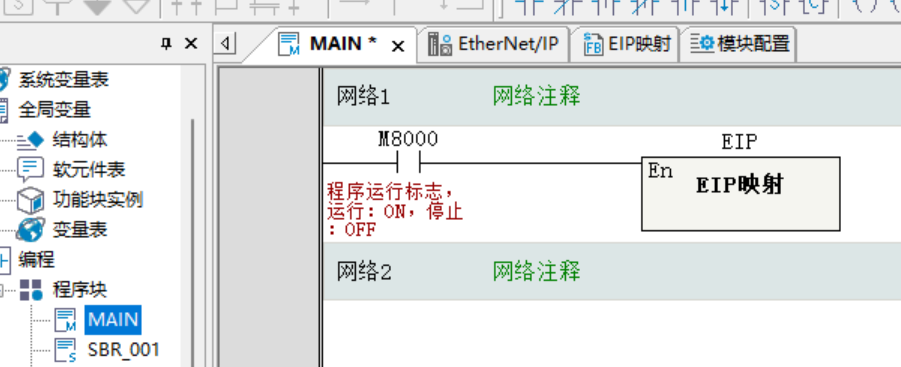 MAIN *
EtherNet/IP
EIP映射
模块配置
系统变量表
全局变量
结构体
软元件表
功能块实例
变量表
编程
程序块
MAIN
SBR_001
网络1 网络注释
M8000
程序运行标志，
运行：ON，停止
：OFF
EIP
En
EIP映射
网络2 网络注释